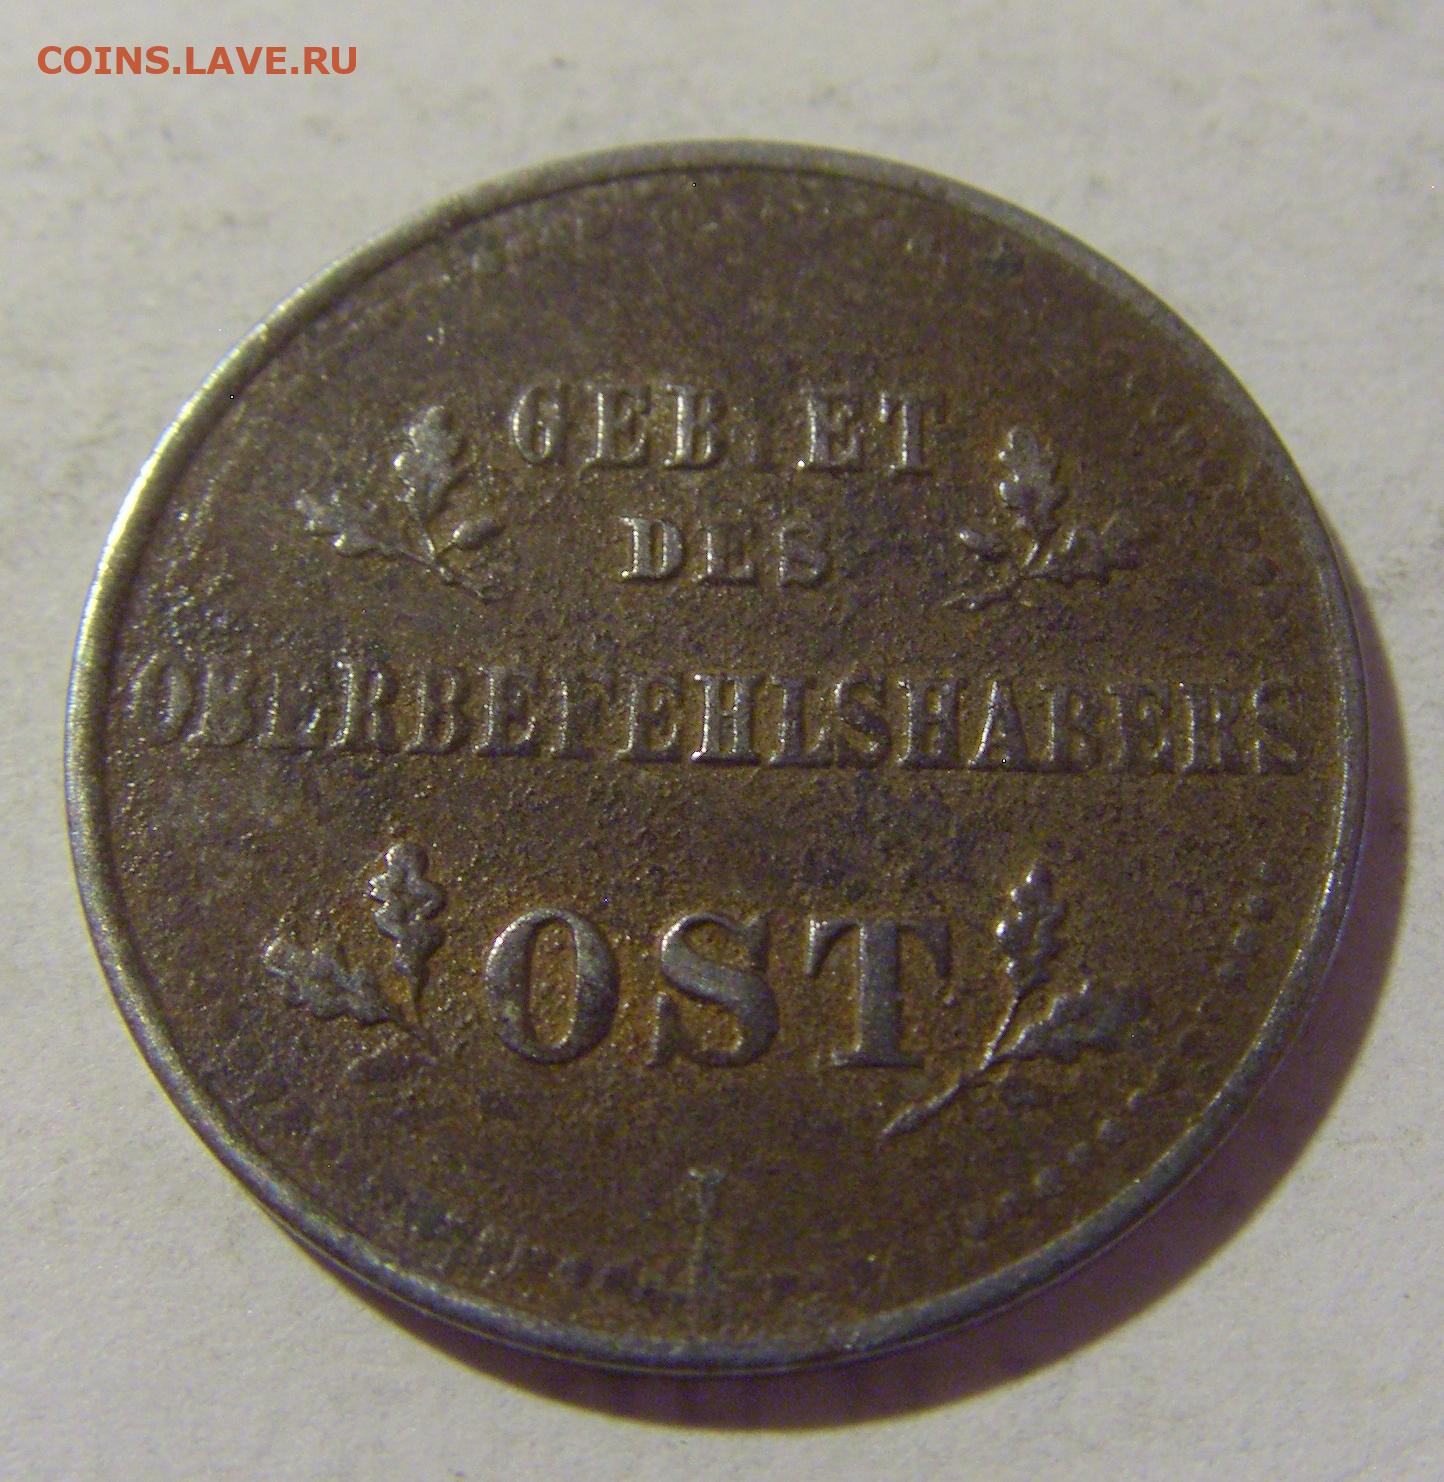 COINS.LAVE.RU
GEBIET
DES
OBERBEFEHLSHABERS
OST